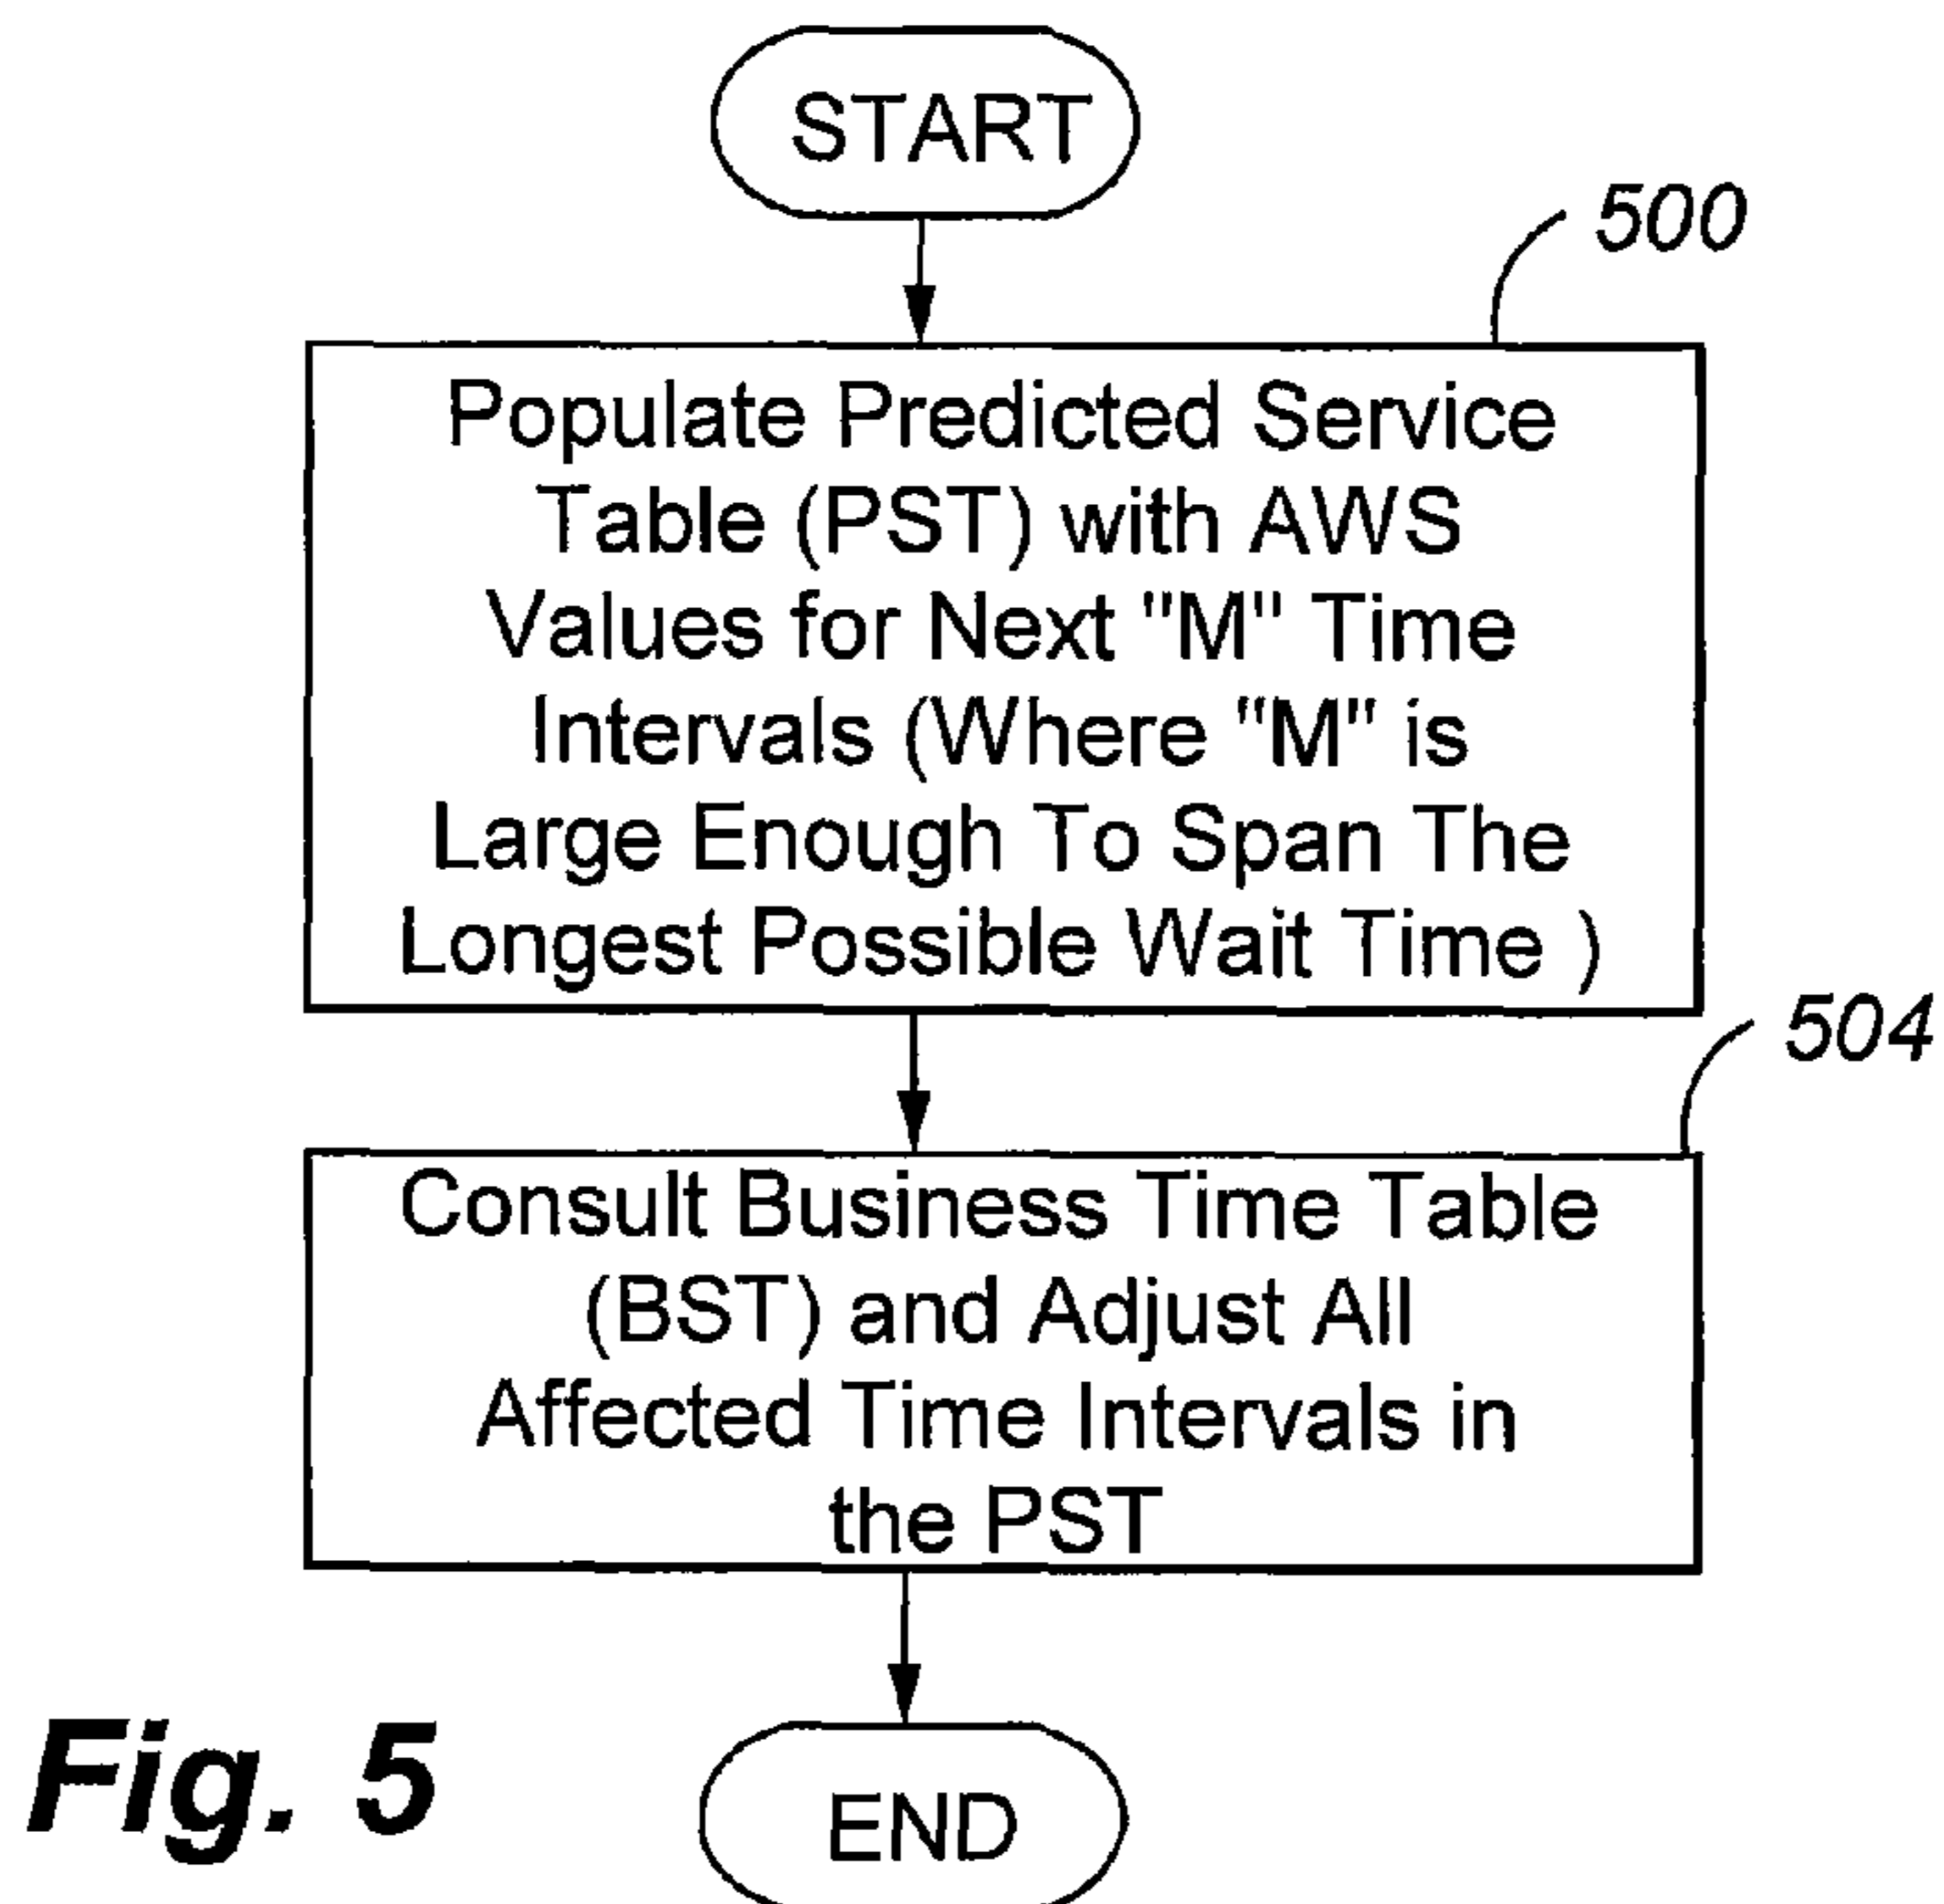 START
500
Populate Predicted Service
Table (PST) with AWS
Values for Next "M" Time
Intervals (Where "M" is
Large Enough To Span The
Longest Possible Wait Time )
504
Consult Business Time Table
(BST) and Adjust All
Affected Time Intervals in
the PST
Fig. 5
END